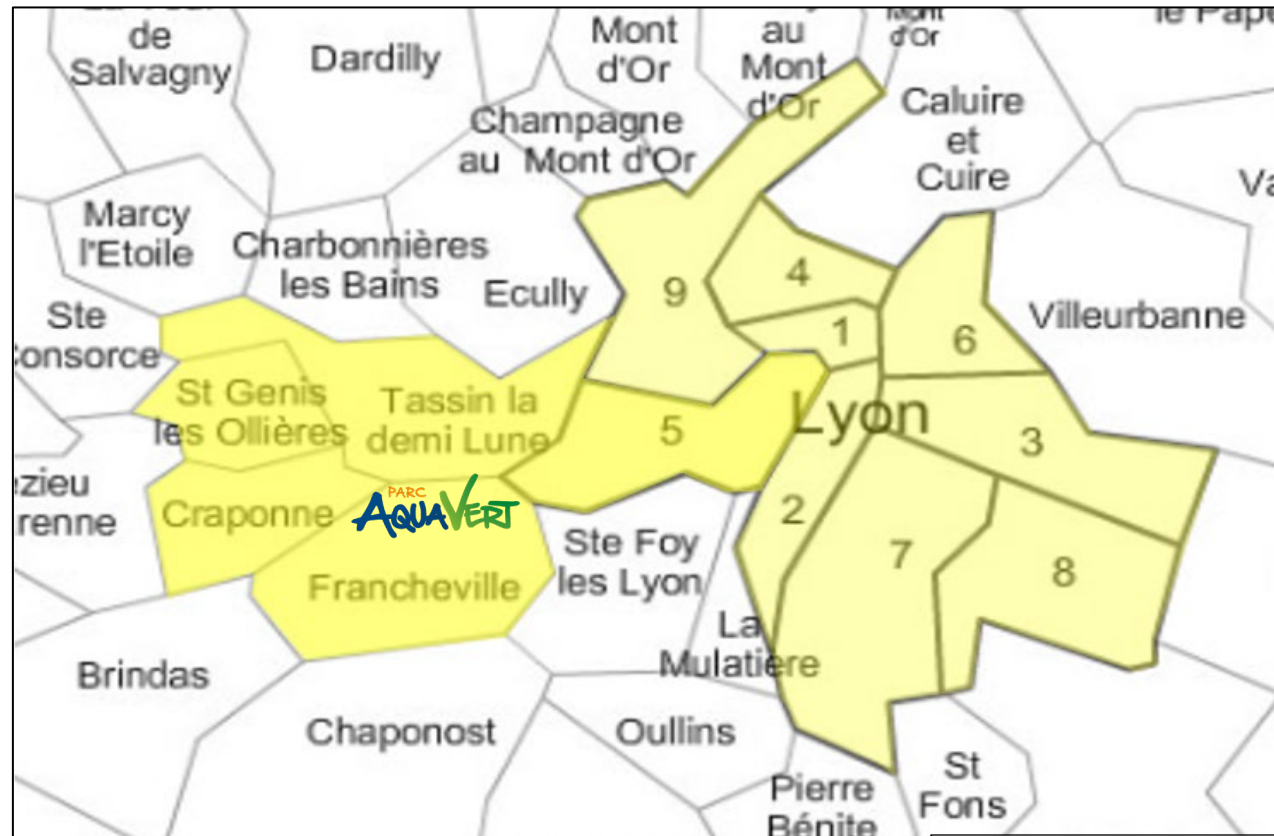 de
Salvagny
Dardilly
Mont
d'Or
au
Mont
d'Or
Mont
d'Or
le Pape
Champagne
au Mont d'Or
Caluire
et
Cuire
Marcy
l'Etoile
Charbonnières
les Bains
Ecully
9
4
1
6
Villeurbanne
Ste
Consorce
St Genis
les Ollières
Tassin la
demi Lune
5
Lyon
3
Craponne
PARC
AQUAVERT
Francheville
Ste Foy
les Lyon
2
7
8
La
Mulatière
Brindas
Chaponost
Oullins
Pierre
Bénite
St
Fons